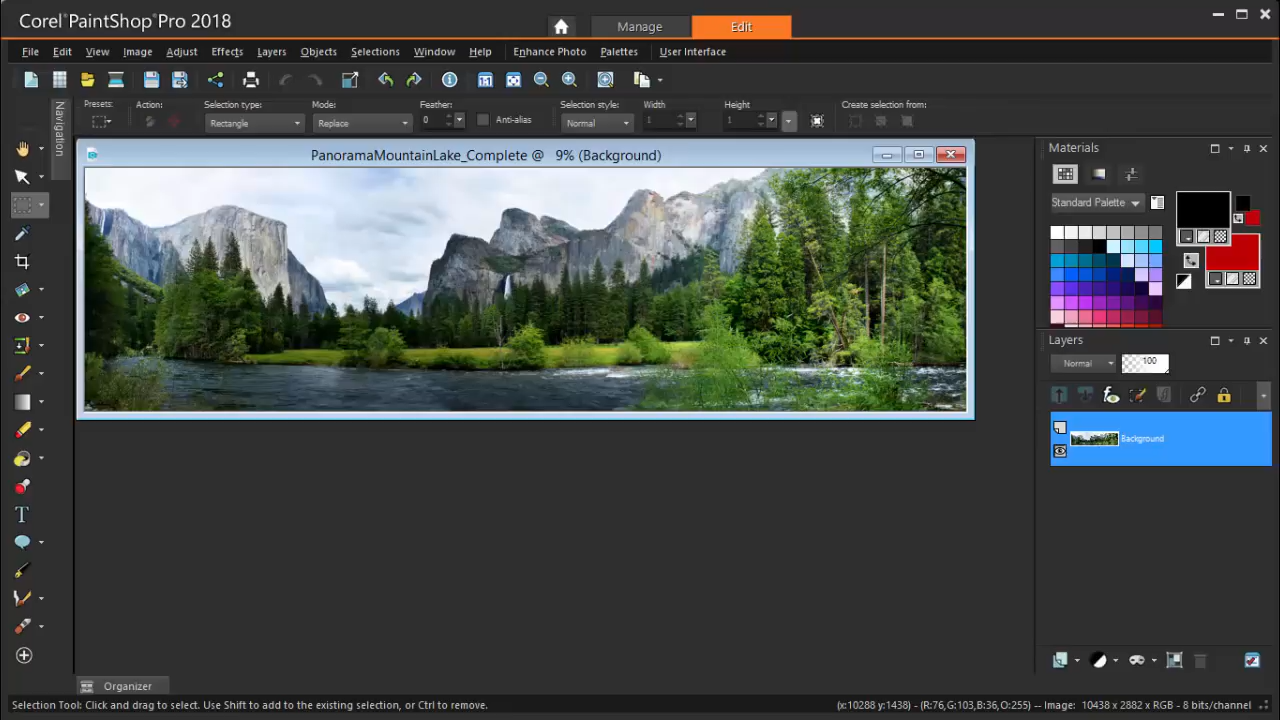 Corel® PaintShop® Pro 2018
Manage
Edit
File Edit View Image Adjust Effects Layers Objects Selections Window Help Enhance Photo Palettes User Interface
1:1
Presets:
Action:
Selection type:
Mode:
Feather:
Selection style:
Width
Height
Create selection from:
Rectangle
Replace
0
Anti-alias
Normal
1
1
Navigation
PanoramaMountainLake_Complete @ 9% (Background)
Materials
Standard Palette
Layers
Normal
100
Background
T
Organizer
Selection Tool: Click and drag to select. Use Shift to add to the existing selection, or Ctrl to remove.
(x:10288 y:1438) - (R:76,G:103,B:36,O:255) -- Image: 10438 x 2882 x RGB - 8 bits/channel